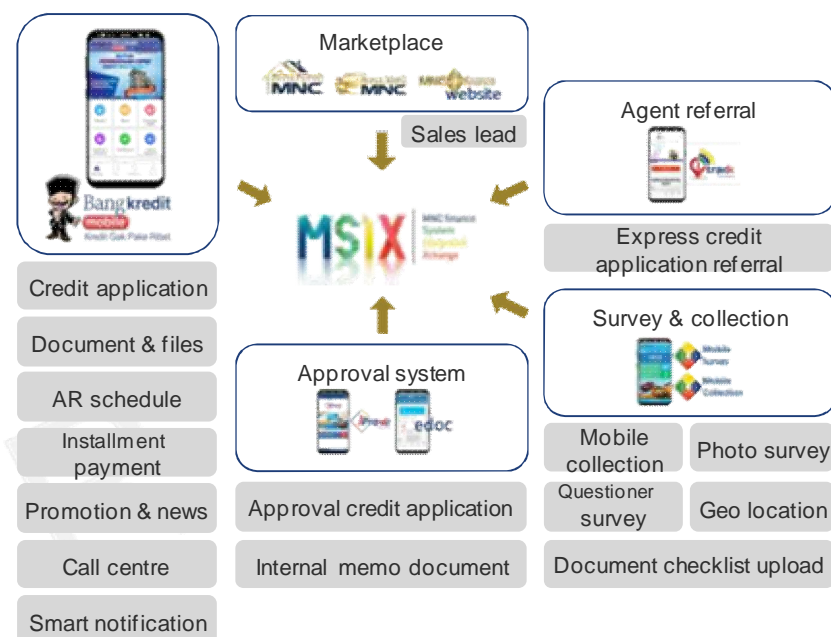 Marketplace
MNC
MNC
MNC finance
website
Sales lead
Agent referral
Express credit
application referral
Bangkredit
mobile
Kredit Gak Pake Ribet
MSIX
MNC finance
System
Integrated
Xchange
Credit application
Document & files
AR schedule
Installment
payment
Promotion & news
Call centre
Smart notification
Approval system
edoc
Approval credit application
Internal memo document
Survey & collection
Mobile
Survey
Mobile
Collection
Mobile
collection
Photo survey
Questioner
survey
Geo location
Document checklist upload